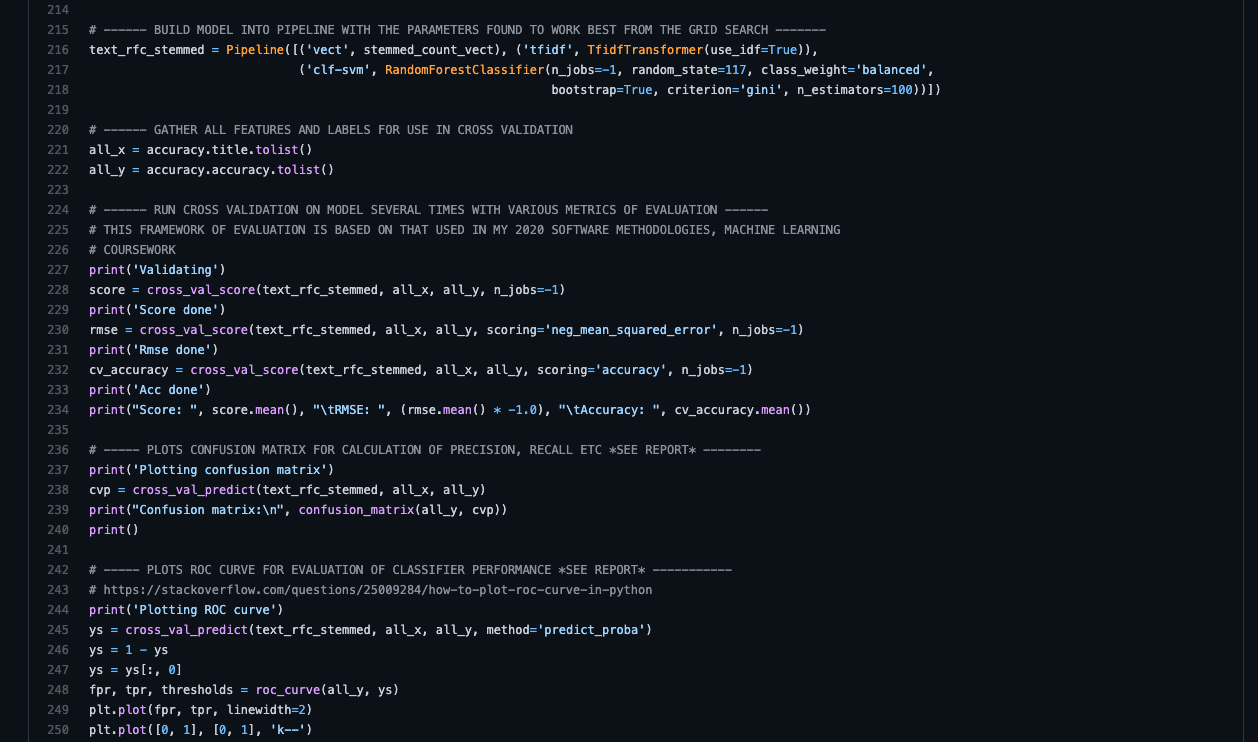 214
215 # ------ BUILD MODEL INTO PIPELINE WITH THE PARAMETERS FOUND TO WORK BEST FROM THE GRID SEARCH -------
216 text_rfc_stemmed = Pipeline([('vect', stemmed_count_vect), ('tfidf', TfidfTransformer(use_idf=True)),
217                              ('clf-svm', RandomForestClassifier(n_jobs=-1, random_state=117, class_weight='balanced',
218                                                                 bootstrap=True, criterion='gini', n_estimators=100))])
219
220 # ------ GATHER ALL FEATURES AND LABELS FOR USE IN CROSS VALIDATION
221 all_x = accuracy.title.tolist()
222 all_y = accuracy.accuracy.tolist()
223
224 # ------ RUN CROSS VALIDATION ON MODEL SEVERAL TIMES WITH VARIOUS METRICS OF EVALUATION ------
225 # THIS FRAMEWORK OF EVALUATION IS BASED ON THAT USED IN MY 2020 SOFTWARE METHODOLOGIES, MACHINE LEARNING
226 # COURSEWORK
227 print('Validating')
228 score = cross_val_score(text_rfc_stemmed, all_x, all_y, n_jobs=-1)
229 print('Score done')
230 rmse = cross_val_score(text_rfc_stemmed, all_x, all_y, scoring='neg_mean_squared_error', n_jobs=-1)
231 print('Rmse done')
232 cv_accuracy = cross_val_score(text_rfc_stemmed, all_x, all_y, scoring='accuracy', n_jobs=-1)
233 print('Acc done')
234 print("Score: ", score.mean(), "\tRMSE: ", (rmse.mean() * -1.0), "\tAccuracy: ", cv_accuracy.mean())
235
236 # ----- PLOTS CONFUSION MATRIX FOR CALCULATION OF PRECISION, RECALL ETC *SEE REPORT* --------
237 print('Plotting confusion matrix')
238 cvp = cross_val_predict(text_rfc_stemmed, all_x, all_y)
239 print("Confusion matrix:\n", confusion_matrix(all_y, cvp))
240 print()
241
242 # ----- PLOTS ROC CURVE FOR EVALUATION OF CLASSIFIER PERFORMANCE *SEE REPORT* -----------
243 # https://stackoverflow.com/questions/25009284/how-to-plot-roc-curve-in-python
244 print('Plotting ROC curve')
245 ys = cross_val_predict(text_rfc_stemmed, all_x, all_y, method='predict_proba')
246 ys = 1 - ys
247 ys = ys[:, 0]
248 fpr, tpr, thresholds = roc_curve(all_y, ys)
249 plt.plot(fpr, tpr, linewidth=2)
250 plt.plot([0, 1], [0, 1], 'k--')